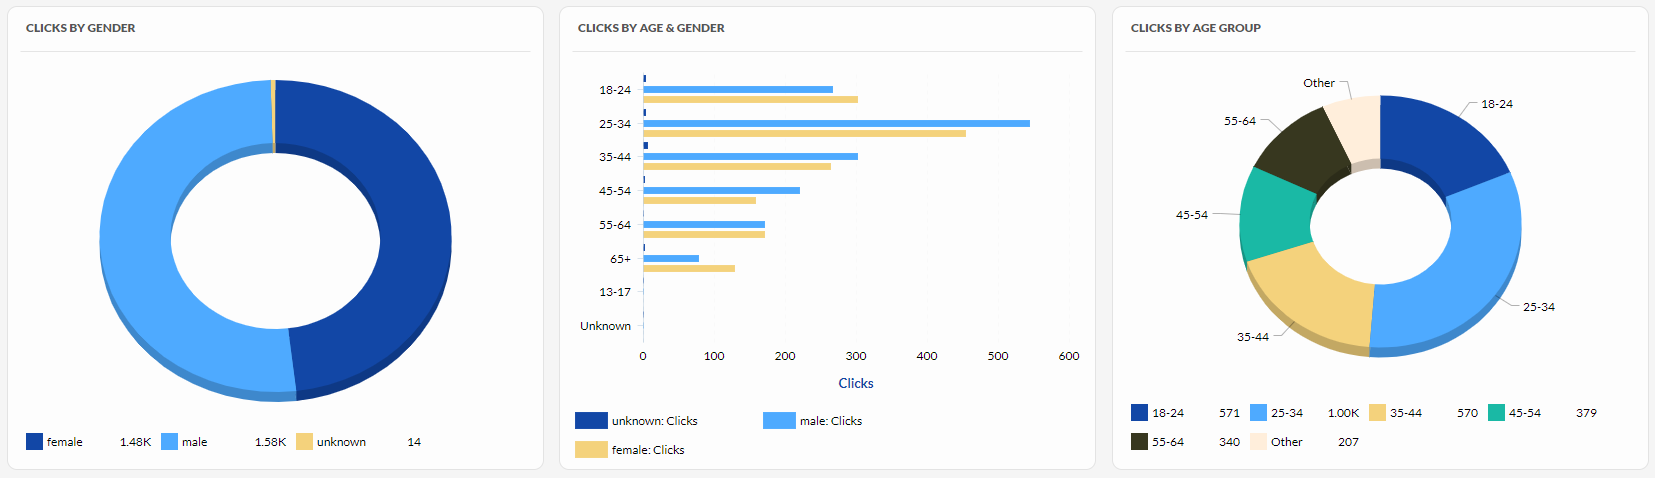 CLICKS BY GENDER
female 1.48K male 1.58K unknown 14
CLICKS BY AGE & GENDER
18-24
25-34
35-44
45-54
55-64
65+
13-17
Unknown
0 100 200 300 400 500 600
Clicks
unknown: Clicks male: Clicks
female: Clicks
CLICKS BY AGE GROUP
Other
18-24
55-64
45-54
25-34
35-44
18-24 571 25-34 1.00K 35-44 570 45-54 379
55-64 340 Other 207